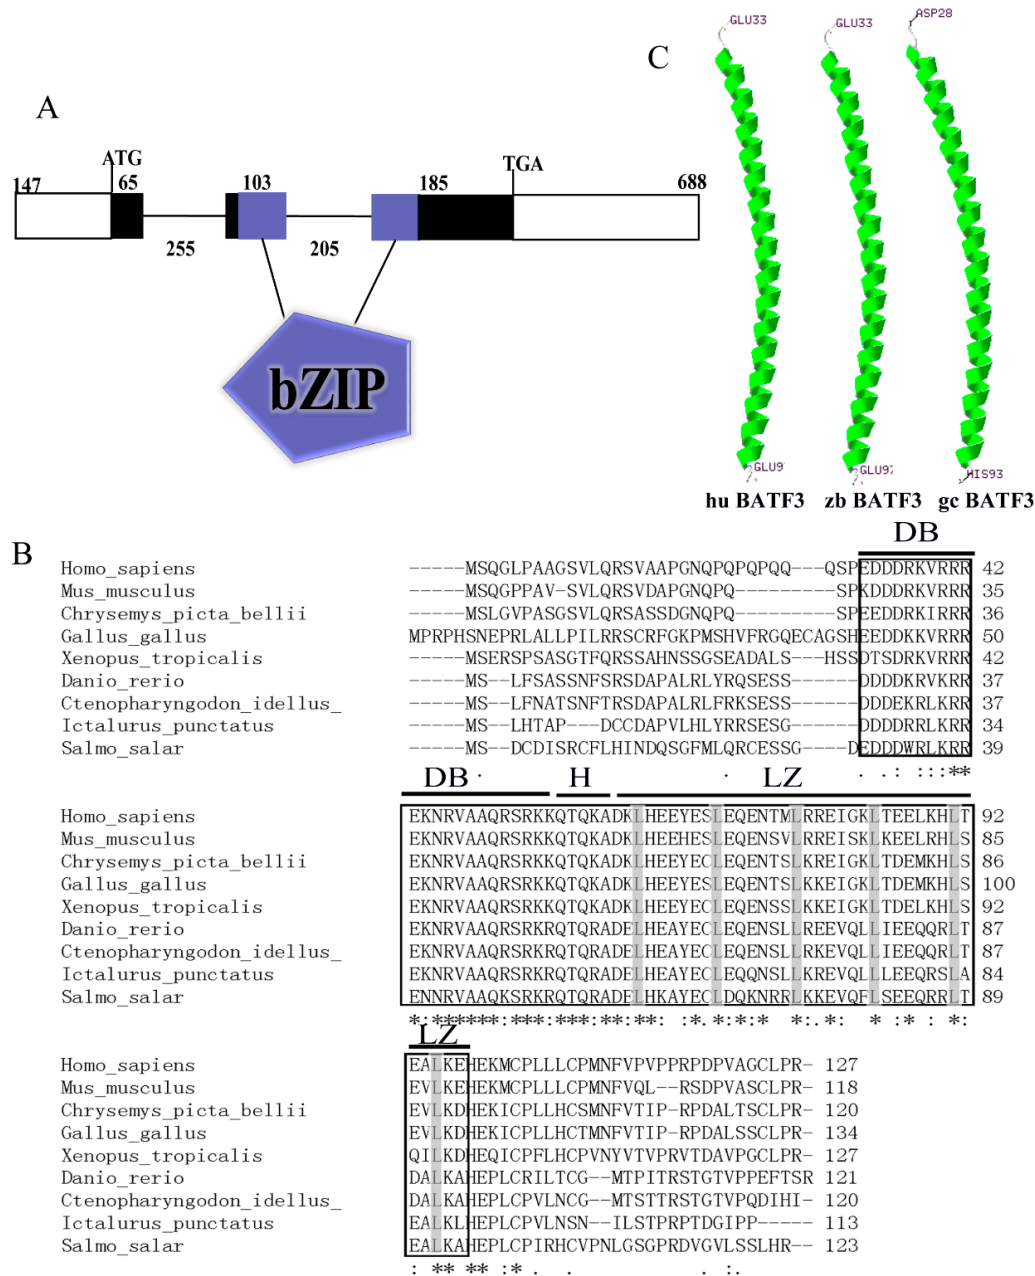 A
ATG
TGA
147 65 103 185 688
255 205
bZIP
C
GLU33 GLU33 ASP28
GLU9 GLU97 HIS93
hu BATF3 zb BATF3 gc BATF3
B
DB
Homo_sapiens -----MSQGLPAAGSVLQRSVAAPGNQPQPQPQQ---QSPEDDDRKVRRR 42
Mus_musculus -----MSQGPPAV-SVLQRSVDAPGNQPQ---------SPKDDDRKVRRR 35
Chrysemys_picta_bellii -----MSLGVPASGSVLQRSASSDGNQPQ---------SPEEDDRKIRRR 36
Gallus_gallus MPRPHSNEPRLALLPILRRSCRFGKPMSHVFRGQECAGSHEEDDKKVRRR 50
Xenopus_tropicalis -----MSERSPSASGTFQRSSAHNSSGSEADALS---HSSDTSDRKVRRR 42
Danio_rerio -----MS--LFSASSNFSRSDAPALRLYRQSESS-----DDDDRKVKRR 37
Ctenopharyngodon_idellus_ -----MS--LFNATSNFTRSDAPALRLFRKSESS-----DDDEKRLKRR 37
Ictalurus_punctatus -----MS--LHTAP---DCCDAPVLHLYRRSESG-----DDDDRRLKRR 34
Salmo_salar -----MS--DCDISRCFLHINDQSGFMLQRCESSG----DEDDDWRLKRR 39
. . . .: :::**
DB H LZ
Homo_sapiens EKNRVAAQRSRKKQTQKADKLHEEYESLEQENTMLRREIGKLTEELKHLT 92
Mus_musculus EKNRVAAQRSRKKQTQKADKLHEEHESLEQENSVLRREISKLKEELRHLS 85
Chrysemys_picta_bellii EKNRVAAQRSRKKQTQKADKLHEEYECLEQENTSLRREIGKLTDEMKHLS 86
Gallus_gallus EKNRVAAQRSRKKQTQKADKLHEEYESLEQENTSLKKEIGKLTDEMKHLS 100
Xenopus_tropicalis EKNRVAAQRSRKKQTQKADKLHEEYECLEQENSSLKKEIGKLTDELKHLS 92
Danio_rerio EKNRVAAQRSRKRQTQRADELHEAYECLEQENSLLRREVQLLIEEQQRLT 87
Ctenopharyngodon_idellus_ EKNRVAAQRSRKRQTQRADELHEAYECLEQENSLLRKEVQLLIEEQQRLT 87
Ictalurus_punctatus EKNRVAAQRSRKRQTQRADELHEAYECLEQQNSLLKREVQLLLEEQRSLA 84
Salmo_salar ENNRVAAQKSRKRQTQRADELHKAYECLDQKNRRLKKEVQFLSEEQRRLT 89
*:******:***:***:**:**: :*.*:*:* *:.*: * :* : *:
LZ
Homo_sapiens EALKEHEKMCPLLLCPMNFVPVPPRPDPVAGCLPR- 127
Mus_musculus EVLKEHEKMCPLLLCPMNFVQL--RSDPVASCLPR- 118
Chrysemys_picta_bellii EVLKDHEKICPLLHCSMNFVTIP-RPDALTSCLPR- 120
Gallus_gallus EVLKDHEKICPLLHCTMNFVTIP-RPDALSSCLPR- 134
Xenopus_tropicalis QILKDHEQICPFLHCPVNYVTVPRVTDAVPGCLPR- 127
Danio_rerio DALKAHEPLCRILTCG--MTPITRSTGTVPPEFTSR 121
Ctenopharyngodon_idellus_ DALKAHEPLCPVLNCG--MTSTTRSTGTVPQDIHI- 120
Ictalurus_punctatus EALKLHEPLCPVLNSN--ILSTPRPTDGIPP----- 113
Salmo_salar EALKAHEPLCPIRHCVPNLGSGPRDVGVLSSLHR-- 123
: ** ** :* . . . :.